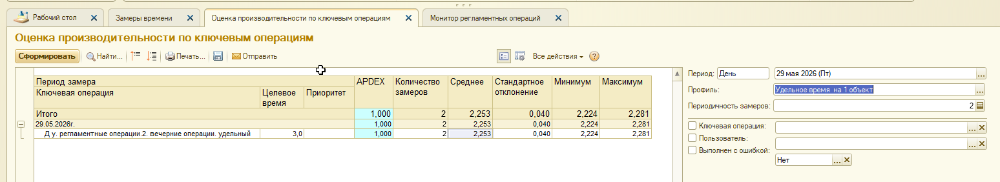 Рабочий стол
Замеры времени
Оценка производительности по ключевым операциям
Монитор регламентных операций
Оценка производительности по ключевым операциям
Сформировать Найти... Печать... Отправить Все действия
Период замера APDEX Количество замеров Среднее Стандартное отклонение Минимум Максимум
Ключевая операция Целевое время Приоритет
Итого 1,000 2 2,253 0,040 2,224 2,281
29.05.2026г. 1,000 2 2,253 0,040 2,224 2,281
Д у. регламентные операции.2. вечерние операции. удельный 3,0 1,000 2 2,253 0,040 2,224 2,281
Период: День 29 мая 2026 (Пт) ...
Профиль: Удельное время на 1 объект ...
Периодичность замеров: 2
Ключевая операция: ...
Пользователь: ...
Выполнен с ошибкой:
Нет ...